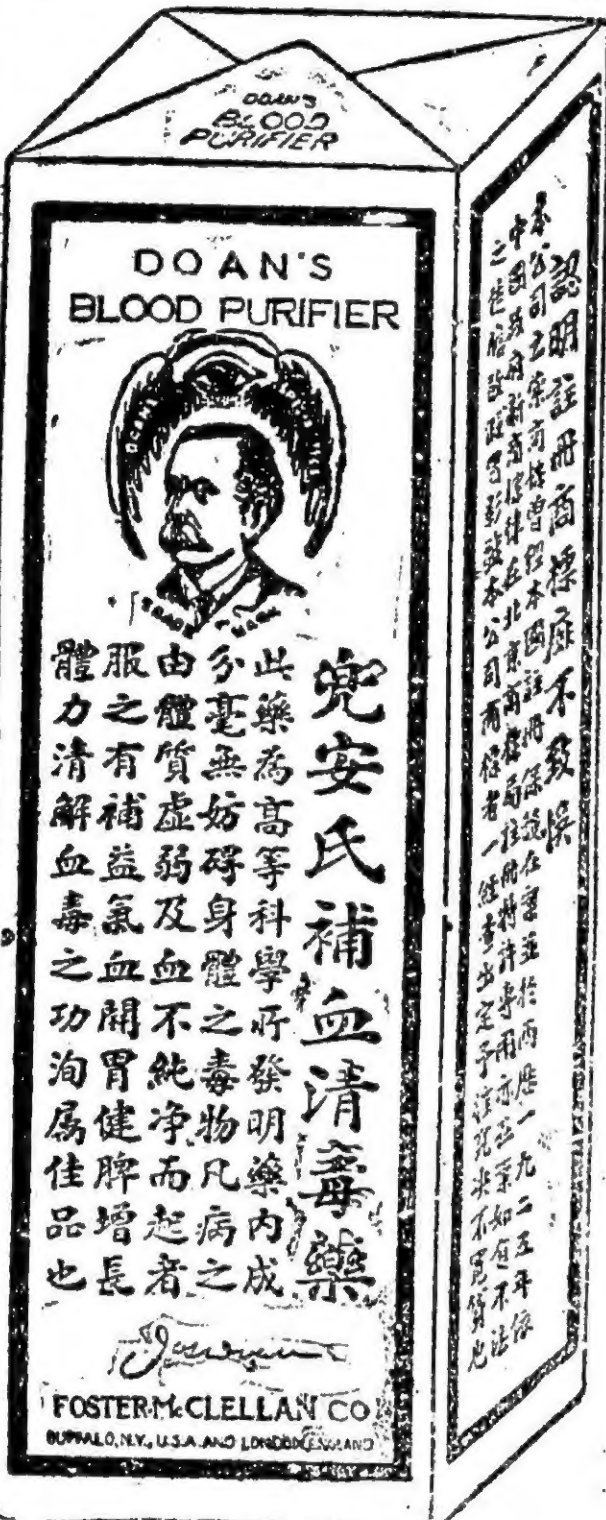 DOAN'S
BLOOD
PURIFIER
DOAN'S
BLOOD PURIFIER
DOAN'S
TRADE MARK
兜安氏補血清毒藥
此藥為高等科學所發明藥內成
分毫無妨碍身體之毒物凡病之
由體質虛弱及血不純净而起者
服之有補益氣血開胃健脾增長
體力清解血毒之功洵屬佳品也
FOSTER-McCLELLAN CO
BUFFALO, N.Y., U.S.A. AND LONDON, ENGLAND
認明註冊商標庶不致悞
本公司之藥商標曾經本國註冊保護在案並於西歷一九二五年依
中國政府新商標律在北京商標局註册特許專用亦在案如有不法
之徒膽敢假冒影戤本公司商標者一經查出定予追究决不寬貸也